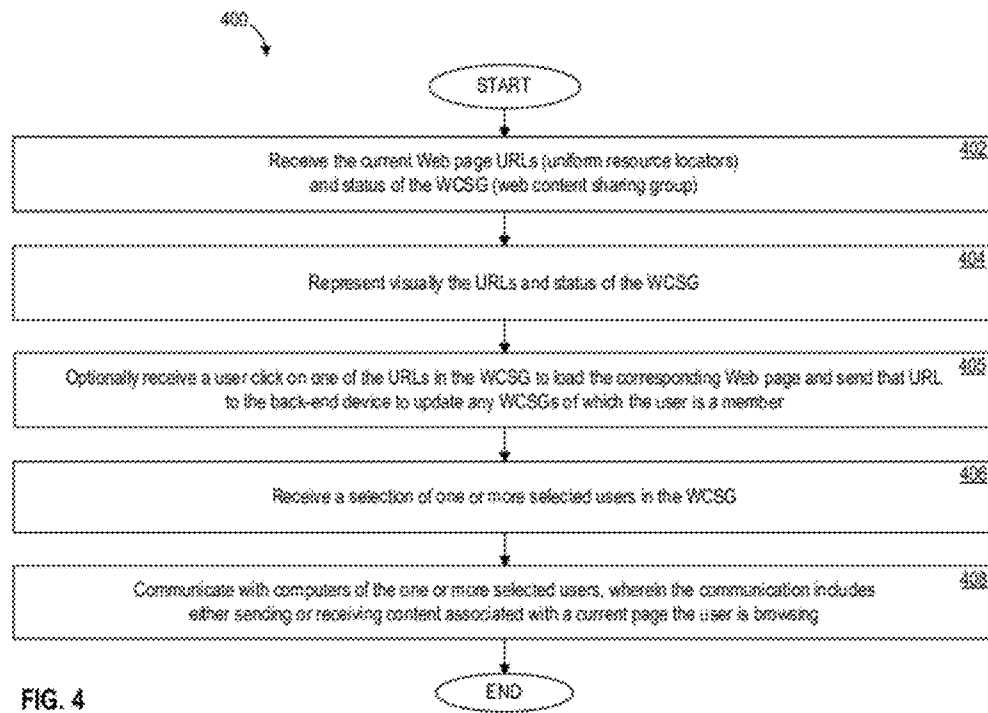 400
START
402
Receive the current Web page URLs (uniform resource locators)
and status of the WCSG (web content sharing group)
404
Represent visually the URLs and status of the WCSG
405
Optionally receive a user click on one of the URLs in the WCSG to load the corresponding Web page and send that URL
to the back-end device to update any WCSGs of which the user is a member
406
Receive a selection of one or more selected users in the WCSG
408
Communicate with computers of the one or more selected users, wherein the communication includes
either sending or receiving content associated with a current page the user is browsing
END
FIG. 4